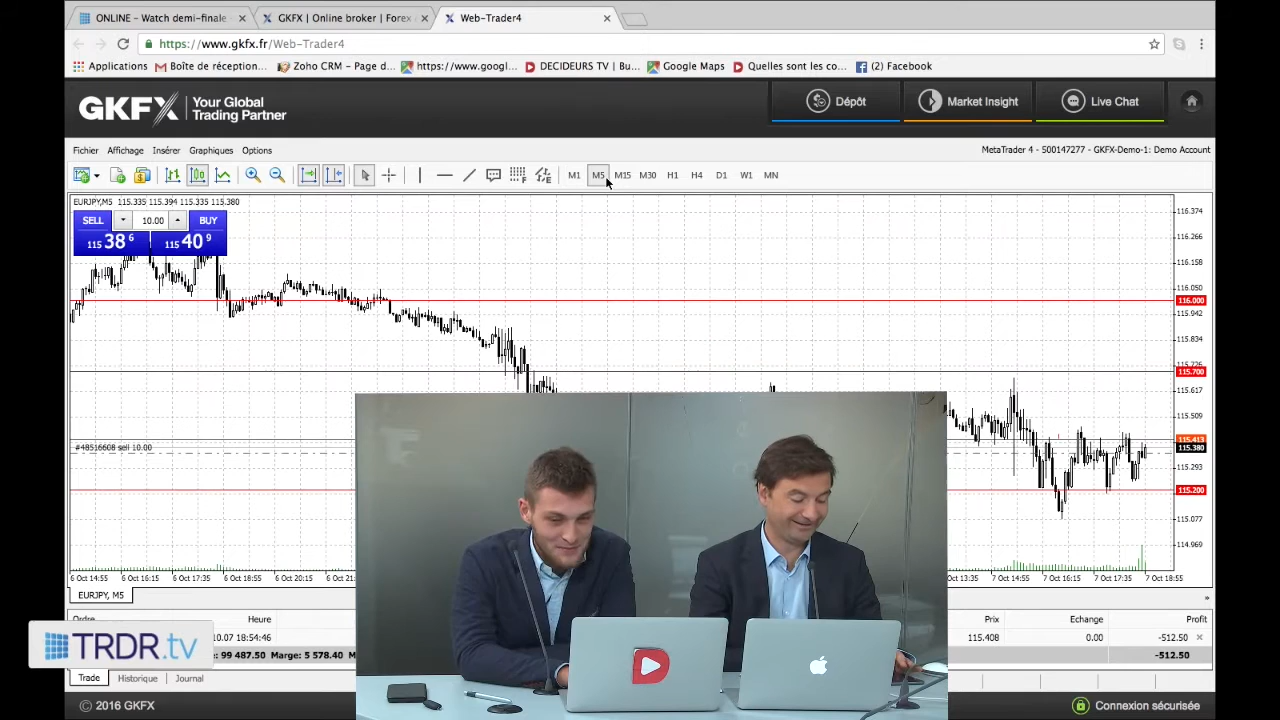 ONLINE - Watch demi-finale
GKFX | Online broker | Forex
Web-Trader4
https://www.gkfx.fr/Web-Trader4
Applications
Boîte de réception...
Zoho CRM - Page d...
https://www.googl...
DECIDEURS TV | Bu...
Google Maps
Quelles sont les co...
(2) Facebook
GKFX
Your Global
Trading Partner
Dépôt
Market Insight
Live Chat
Fichier Affichage Insérer Graphiques Options
MetaTrader 4 - 500147277 - GKFX-Demo-1: Demo Account
M1 M5 M15 M30 H1 H4 D1 W1 MN
EURJPY,M5 115.335 115.394 115.335 115.380
SELL 10.00 BUY
115 38 6
115 40 9
116.374
116.266
116.158
116.050
116.000
115.942
115.834
115.726
115.700
115.617
115.509
115.413
115.380
115.293
115.200
115.077
114.969
#48516608 sell 10.00
6 Oct 14:55 6 Oct 16:15 6 Oct 17:35 6 Oct 18:55 6 Oct 20:15 6 Oct 21:
13:35 7 Oct 14:55 7 Oct 16:15 7 Oct 17:35 7 Oct 18:55
EURJPY, M5
»
Ordre Heure Prix Echange Profit
10.07 18:54:46 115.408 0.00 -512.50
: 99 487.50 Marge: 5 578.40 -512.50
TRDR.tv
Trade Historique Journal
© 2016 GKFX
Connexion sécurisée